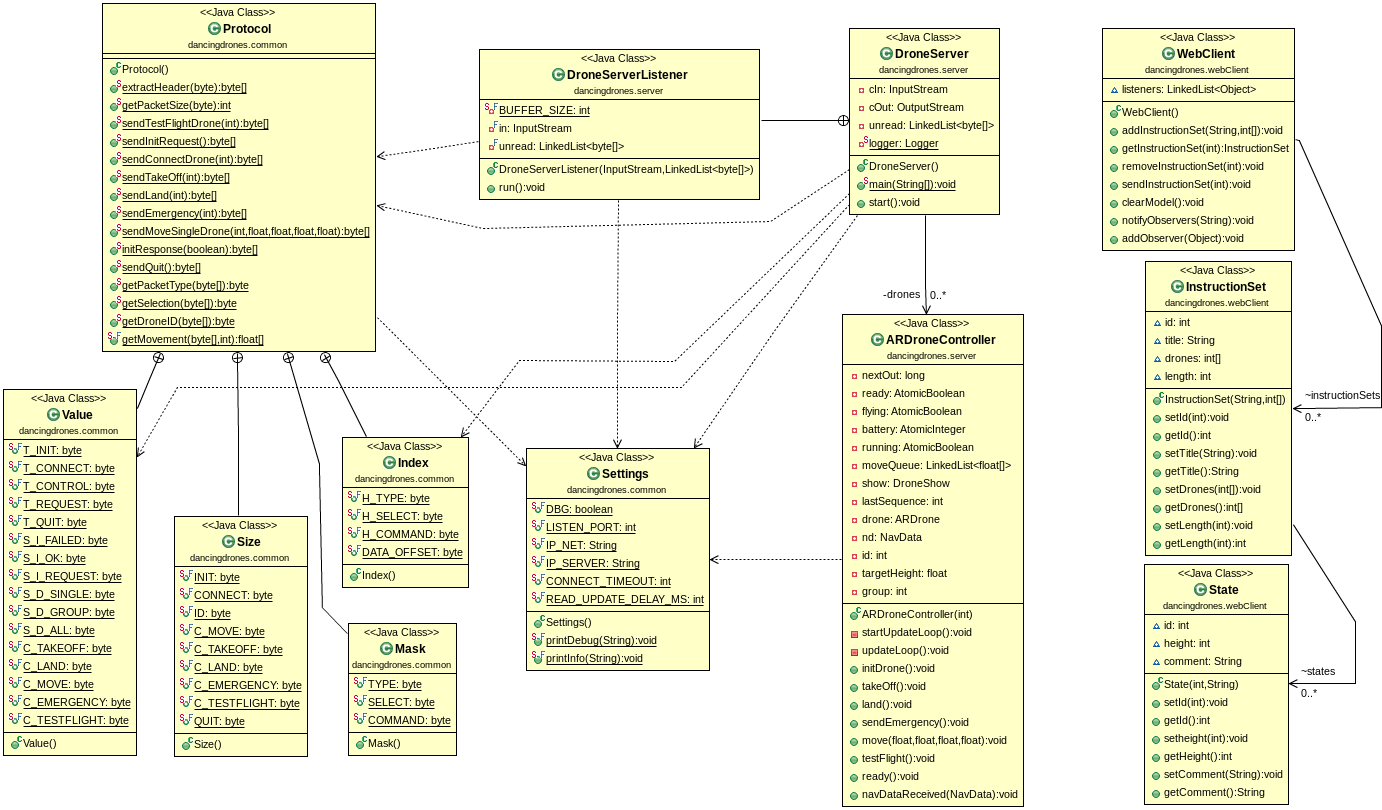 <<Java Class>>
Protocol
dancingdrones.common
Protocol()
extractHeader(byte):byte[]
getPacketSize(byte):int
sendTestFlightDrone(int):byte[]
sendInitRequest():byte[]
sendConnectDrone(int):byte[]
sendTakeOff(int):byte[]
sendLand(int):byte[]
sendEmergency(int):byte[]
sendMoveSingleDrone(int,float,float,float,float):byte[]
initResponse(boolean):byte[]
sendQuit():byte[]
getPacketType(byte[]):byte
getSelection(byte[]):byte
getDroneID(byte[]):byte
getMovement(byte[],int):float[]
<<Java Class>>
DroneServerListener
dancingdrones.server
BUFFER_SIZE: int
in: InputStream
unread: LinkedList<byte[]>
DroneServerListener(InputStream,LinkedList<byte[]>)
run():void
<<Java Class>>
DroneServer
dancingdrones.server
cIn: InputStream
cOut: OutputStream
unread: LinkedList<byte[]>
logger: Logger
DroneServer()
main(String[]):void
start():void
<<Java Class>>
WebClient
dancingdrones.webClient
listeners: LinkedList<Object>
WebClient()
addInstructionSet(String,int[]):void
getInstructionSet(int):InstructionSet
removeInstructionSet(int):void
sendInstructionSet(int):void
clearModel():void
notifyObservers(String):void
addObserver(Object):void
<<Java Class>>
InstructionSet
dancingdrones.webClient
id: int
title: String
drones: int[]
length: int
InstructionSet(String,int[])
setId(int):void
getId():int
setTitle(String):void
getTitle():String
setDrones(int[]):void
getDrones():int[]
setLength(int):void
getLength(int):int
~instructionSets
0..*
-drones
0..*
<<Java Class>>
ARDroneController
dancingdrones.server
nextOut: long
ready: AtomicBoolean
flying: AtomicBoolean
battery: AtomicInteger
running: AtomicBoolean
moveQueue: LinkedList<float[]>
show: DroneShow
lastSequence: int
drone: ARDrone
nd: NavData
id: int
targetHeight: float
group: int
ARDroneController(int)
startUpdateLoop():void
updateLoop():void
initDrone():void
takeOff():void
land():void
sendEmergency():void
move(float,float,float,float):void
testFlight():void
ready():void
navDataReceived(NavData):void
<<Java Class>>
Value
dancingdrones.common
T_INIT: byte
T_CONNECT: byte
T_CONTROL: byte
T_REQUEST: byte
T_QUIT: byte
S_I_FAILED: byte
S_I_OK: byte
S_I_REQUEST: byte
S_D_SINGLE: byte
S_D_GROUP: byte
S_D_ALL: byte
C_TAKEOFF: byte
C_LAND: byte
C_MOVE: byte
C_EMERGENCY: byte
C_TESTFLIGHT: byte
Value()
<<Java Class>>
Size
dancingdrones.common
INIT: byte
CONNECT: byte
ID: byte
C_MOVE: byte
C_TAKEOFF: byte
C_LAND: byte
C_EMERGENCY: byte
C_TESTFLIGHT: byte
QUIT: byte
Size()
<<Java Class>>
Index
dancingdrones.common
H_TYPE: byte
H_SELECT: byte
H_COMMAND: byte
DATA_OFFSET: byte
Index()
<<Java Class>>
Mask
dancingdrones.common
TYPE: byte
SELECT: byte
COMMAND: byte
Mask()
<<Java Class>>
Settings
dancingdrones.common
DBG: boolean
LISTEN_PORT: int
IP_NET: String
IP_SERVER: String
CONNECT_TIMEOUT: int
READ_UPDATE_DELAY_MS: int
Settings()
printDebug(String):void
printInfo(String):void
<<Java Class>>
State
dancingdrones.webClient
id: int
height: int
comment: String
State(int,String)
setId(int):void
getId():int
setheight(int):void
getHeight():int
setComment(String):void
getComment():String
~states
0..*